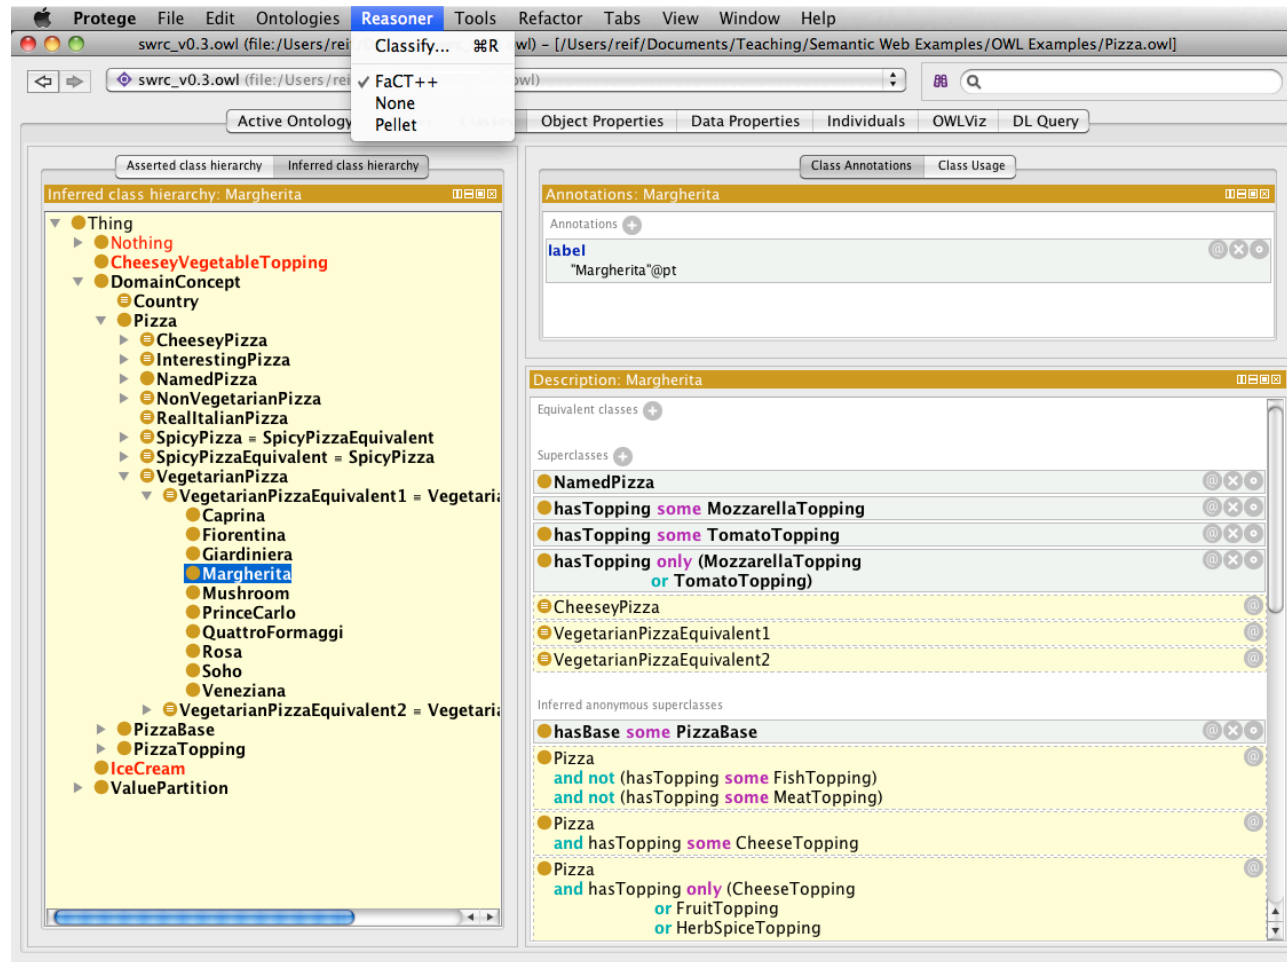 Protege File Edit Ontologies Reasoner Tools Refactor Tabs View Window Help
swrc_v0.3.owl (file:/Users/rei wl) – [/Users/reif/Documents/Teaching/Semantic Web Examples/OWL Examples/Pizza.owl]
Classify... ⌘R
swrc_v0.3.owl (file:/Users/rei owl)
✓ FaCT++
None
Pellet
Active Ontology Object Properties Data Properties Individuals OWLViz DL Query
Asserted class hierarchy Inferred class hierarchy
Inferred class hierarchy: Margherita
Thing
Nothing
CheeseyVegetableTopping
DomainConcept
Country
Pizza
CheeseyPizza
InterestingPizza
NamedPizza
NonVegetarianPizza
RealItalianPizza
SpicyPizza ≡ SpicyPizzaEquivalent
SpicyPizzaEquivalent ≡ SpicyPizza
VegetarianPizza
VegetarianPizzaEquivalent1 ≡ Vegetari
Caprina
Fiorentina
Giardiniera
Margherita
Mushroom
PrinceCarlo
QuattroFormaggi
Rosa
Soho
Veneziana
VegetarianPizzaEquivalent2 ≡ Vegetari
PizzaBase
PizzaTopping
IceCream
ValuePartition
Class Annotations Class Usage
Annotations: Margherita
Annotations
label
"Margherita"@pt
Description: Margherita
Equivalent classes
Superclasses
NamedPizza
hasTopping some MozzarellaTopping
hasTopping some TomatoTopping
hasTopping only (MozzarellaTopping
or TomatoTopping)
CheeseyPizza
VegetarianPizzaEquivalent1
VegetarianPizzaEquivalent2
Inferred anonymous superclasses
hasBase some PizzaBase
Pizza
and not (hasTopping some FishTopping)
and not (hasTopping some MeatTopping)
Pizza
and hasTopping some CheeseTopping
Pizza
and hasTopping only (CheeseTopping
or FruitTopping
or HerbSpiceTopping